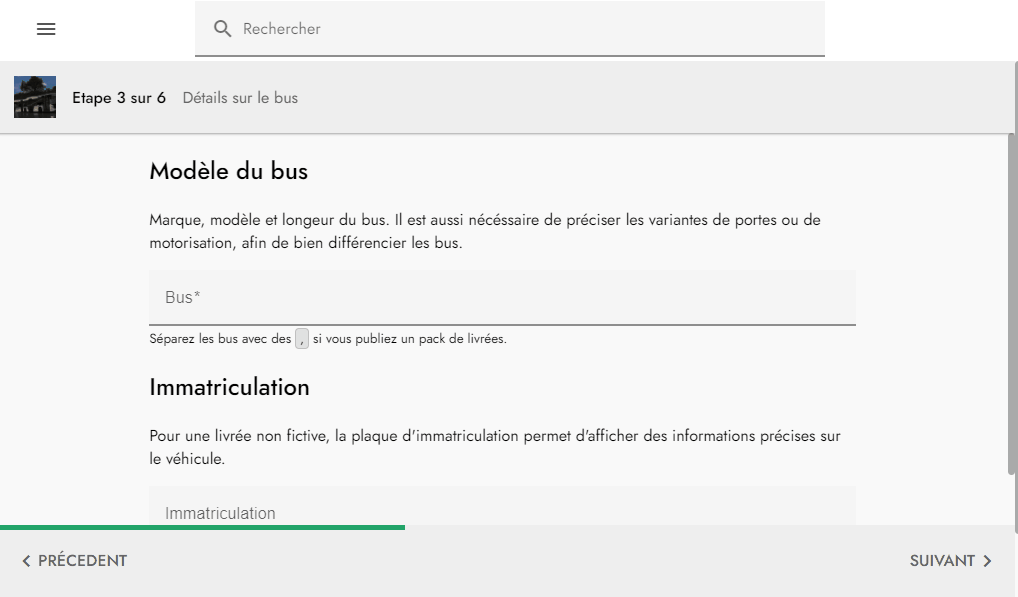 Rechercher
Etape 3 sur 6 Détails sur le bus
Modèle du bus
Marque, modèle et longeur du bus. Il est aussi nécéssaire de préciser les variantes de portes ou de
motorisation, afin de bien différencier les bus.
Bus*
Séparez les bus avec des , si vous publiez un pack de livrées.
Immatriculation
Pour une livrée non fictive, la plaque d'immatriculation permet d'afficher des informations précises sur
le véhicule.
Immatriculation
PRÉCEDENT
SUIVANT